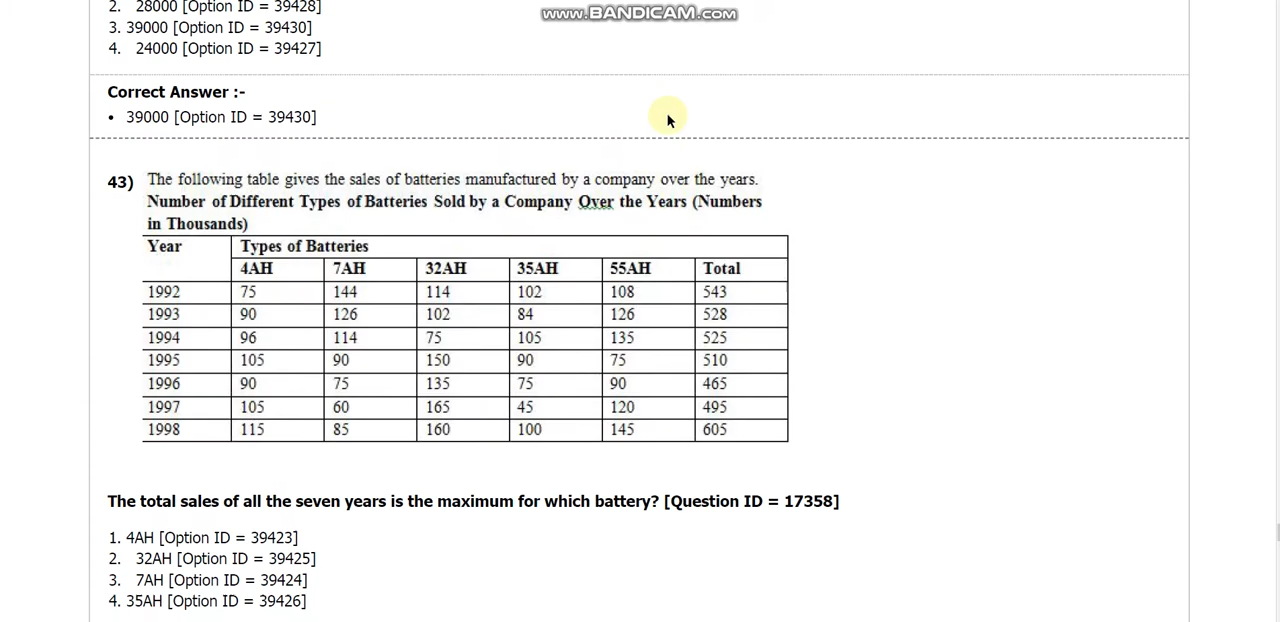 2. 28000 [Option ID = 39428]
www.BANDICAM.com
3. 39000 [Option ID = 39430]
4. 24000 [Option ID = 39427]
Correct Answer :-
• 39000 [Option ID = 39430]
43) The following table gives the sales of batteries manufactured by a company over the years.
Number of Different Types of Batteries Sold by a Company Over the Years (Numbers
in Thousands)
Year Types of Batteries
4AH 7AH 32AH 35AH 55AH Total
1992 75 144 114 102 108 543
1993 90 126 102 84 126 528
1994 96 114 75 105 135 525
1995 105 90 150 90 75 510
1996 90 75 135 75 90 465
1997 105 60 165 45 120 495
1998 115 85 160 100 145 605
The total sales of all the seven years is the maximum for which battery? [Question ID = 17358]
1. 4AH [Option ID = 39423]
2. 32AH [Option ID = 39425]
3. 7AH [Option ID = 39424]
4. 35AH [Option ID = 39426]